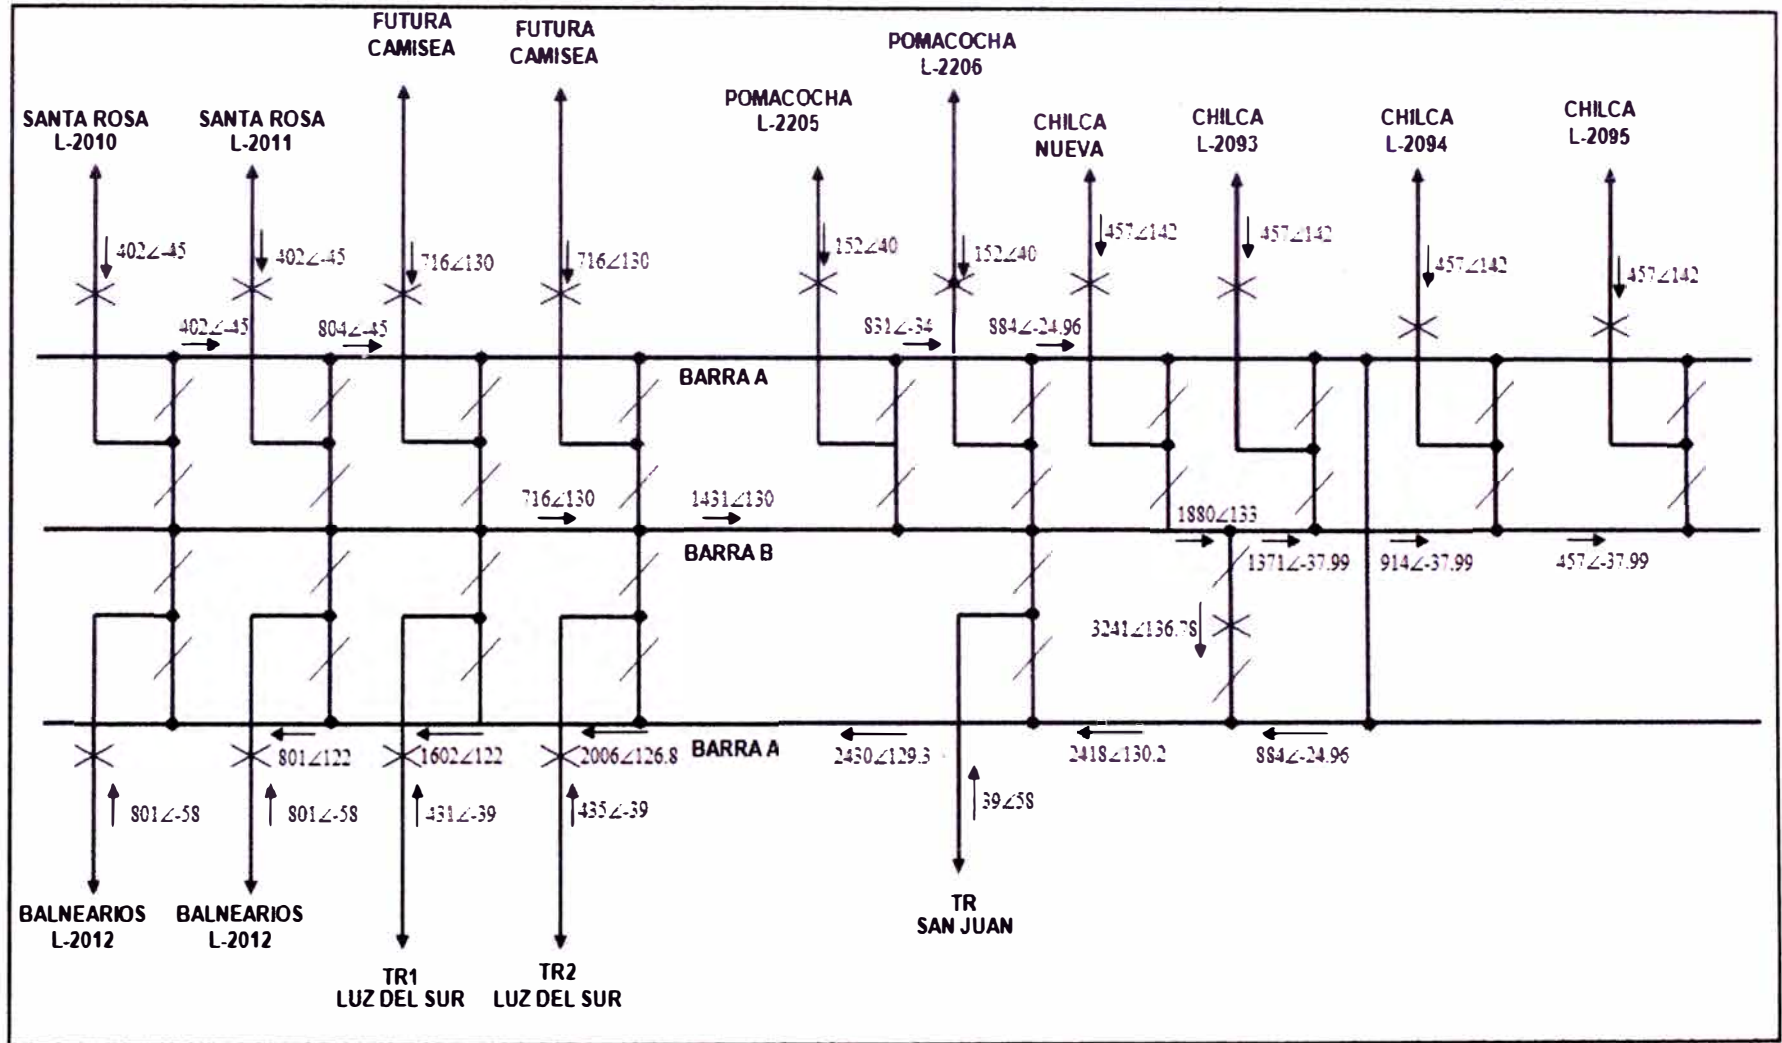 FUTURA
CAMISEA
FUTURA
CAMISEA
POMACOCHA
L-2206
SANTA ROSA
L-2010
SANTA ROSA
L-2011
POMACOCHA
L-2205
CHILCA
NUEVA
CHILCA
L-2093
CHILCA
L-2094
CHILCA
L-2095
402∠-45
402∠-45
716∠130
716∠130
152∠40
152∠40
457∠142
457∠142
457∠142
457∠142
402∠-45
804∠-45
831∠-34
884∠-24.96
BARRA A
716∠130
1431∠130
1880∠133
BARRA B
1371∠-37.99
914∠-37.99
457∠-37.99
3241∠136.78
801∠122
1602∠122
2006∠126.8
BARRA A
2430∠129.3
2418∠130.2
884∠-24.96
801∠-58
801∠-58
431∠-39
435∠-39
39∠58
BALNEARIOS
L-2012
BALNEARIOS
L-2012
TR
SAN JUAN
TR1
LUZ DEL SUR
TR2
LUZ DEL SUR